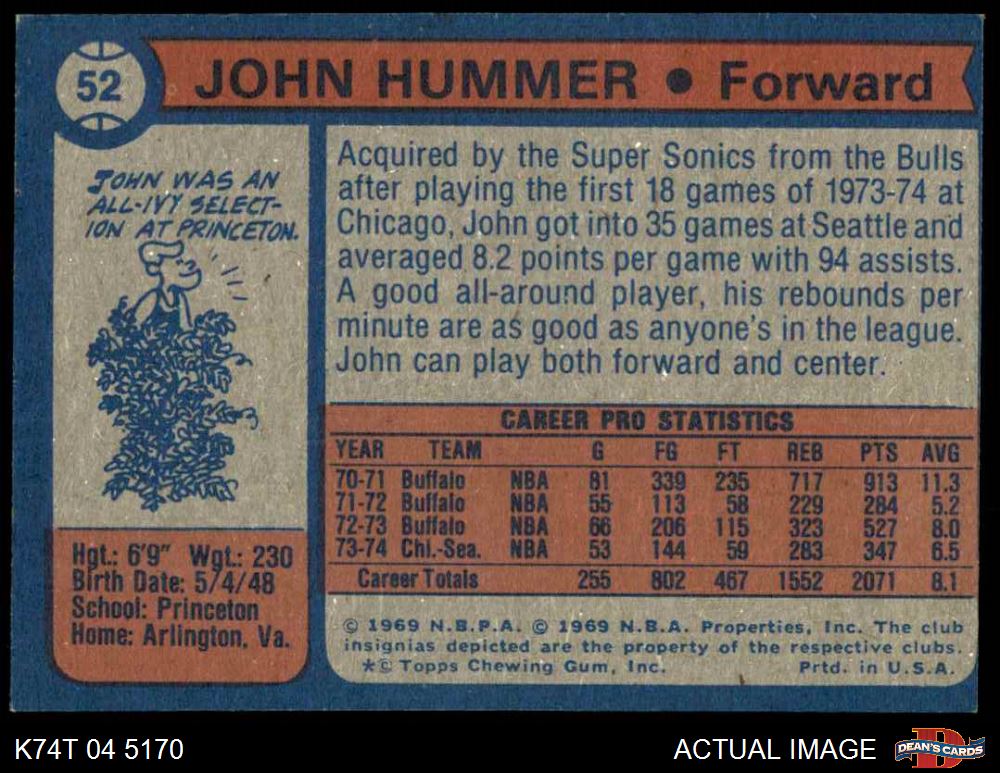 52
JOHN HUMMER ● Forward
JOHN WAS AN
ALL-IVY SELECT-
ION AT PRINCETON.
Hgt.: 6'9" Wgt.: 230
Birth Date: 5/4/48
School: Princeton
Home: Arlington, Va.
Acquired by the Super Sonics from the Bulls
after playing the first 18 games of 1973-74 at
Chicago, John got into 35 games at Seattle and
averaged 8.2 points per game with 94 assists.
A good all-around player, his rebounds per
minute are as good as anyone's in the league.
John can play both forward and center.
CAREER PRO STATISTICS
YEAR TEAM G FG FT REB PTS AVG
70-71 Buffalo NBA 81 339 235 717 913 11.3
71-72 Buffalo NBA 55 113 58 229 284 5.2
72-73 Buffalo NBA 66 206 115 323 527 8.0
73-74 Chi.-Sea. NBA 53 144 59 283 347 6.5
Career Totals 255 802 467 1552 2071 8.1
© 1969 N.B.P.A. © 1969 N.B.A. Properties, Inc. The club
insignias depicted are the property of the respective clubs.
*© Topps Chewing Gum, Inc. Prtd. in U.S.A.
K74T 04 5170
ACTUAL IMAGE
D
DEAN'S CARDS